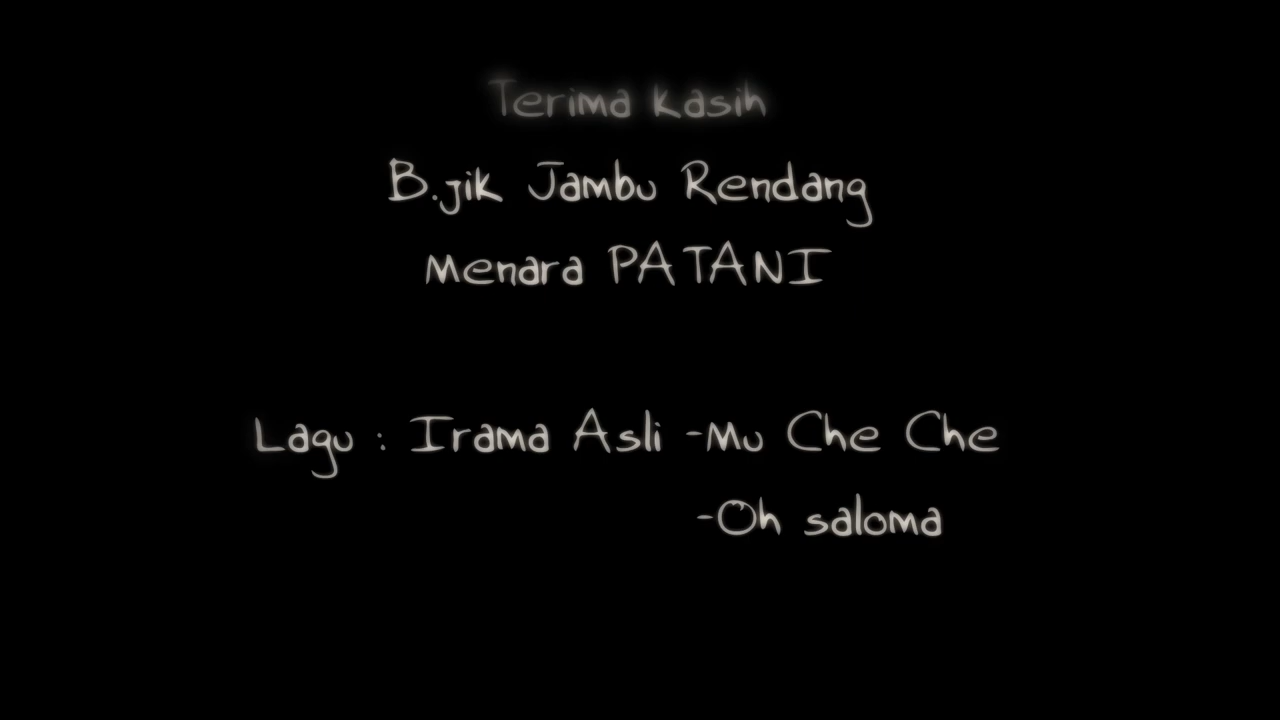 Terima kasih
B.jik Jambu Rendang
Menara PATANI
Lagu : Irama Asli -Mu Che Che
-Oh saloma